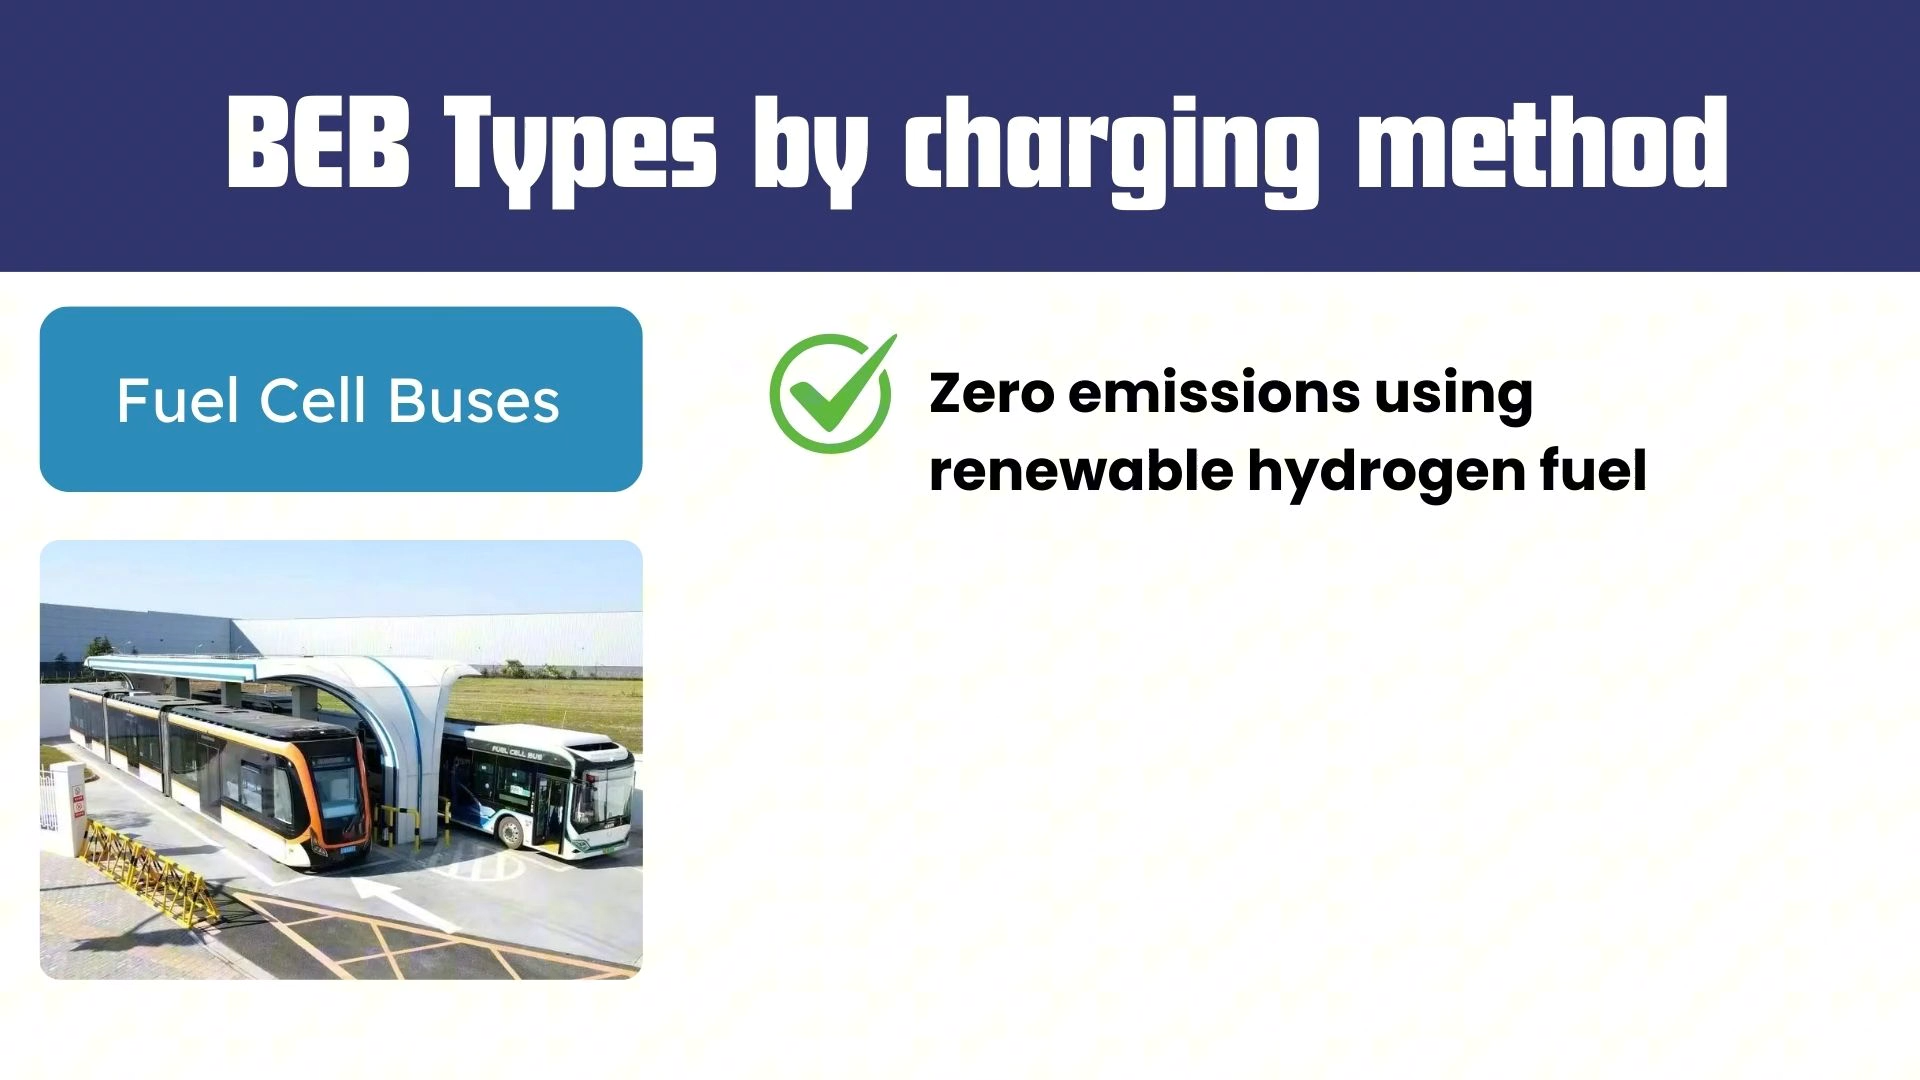 BEB Types by charging method
Fuel Cell Buses
Zero emissions using
renewable hydrogen fuel
FUEL CELL BUS